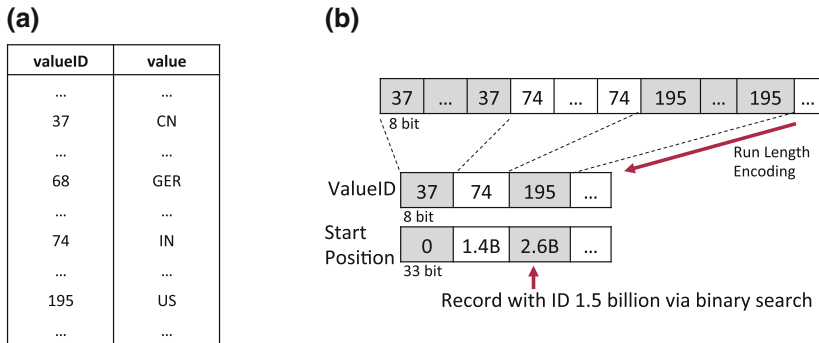 (a)
valueID value
... ...
37 CN
... ...
68 GER
... ...
74 IN
... ...
195 US
... ...
(b)
37 ... 37 74 ... 74 195 ... 195 ...
8 bit
Run Length
Encoding
ValueID 37 74 195 ...
8 bit
Start
Position 0 1.4B 2.6B ...
33 bit
Record with ID 1.5 billion via binary search